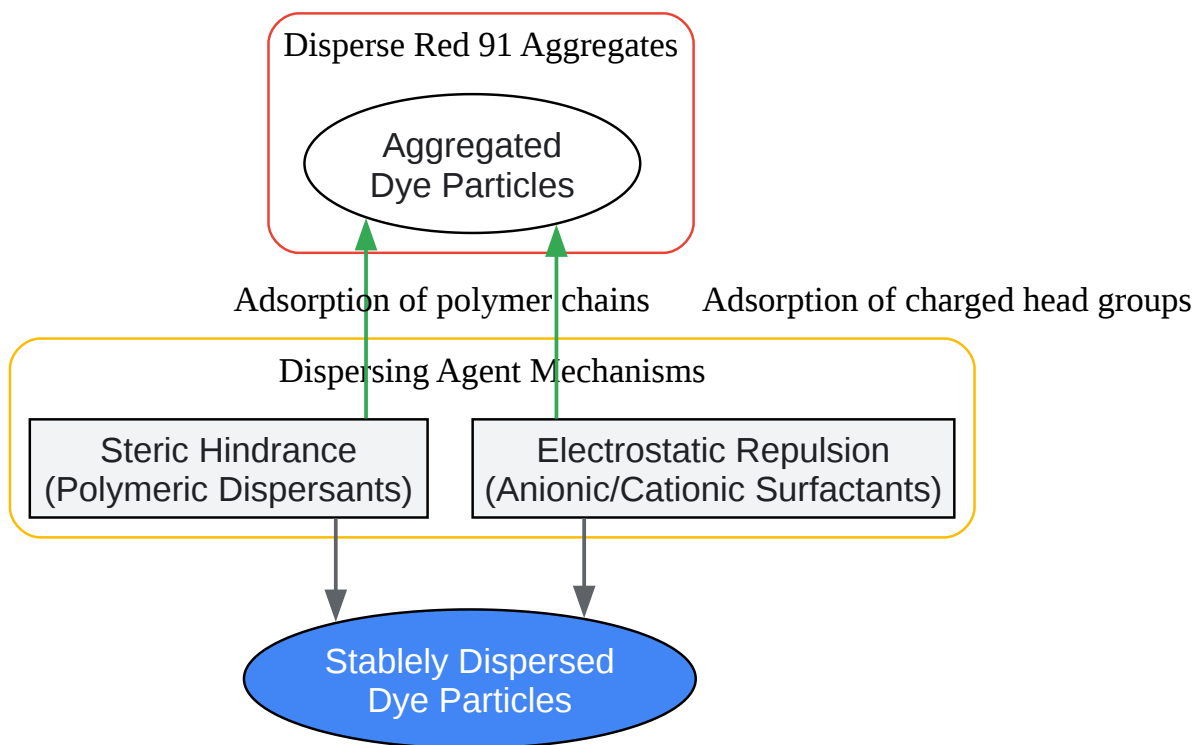 Disperse Red 91 Aggregates
Aggregated
Dye Particles
Adsorption of polymer chains
Adsorption of charged head groups
Dispersing Agent Mechanisms
Steric Hindrance
(Polymeric Dispersants)
Electrostatic Repulsion
(Anionic/Cationic Surfactants)
Stablely Dispersed
Dye Particles